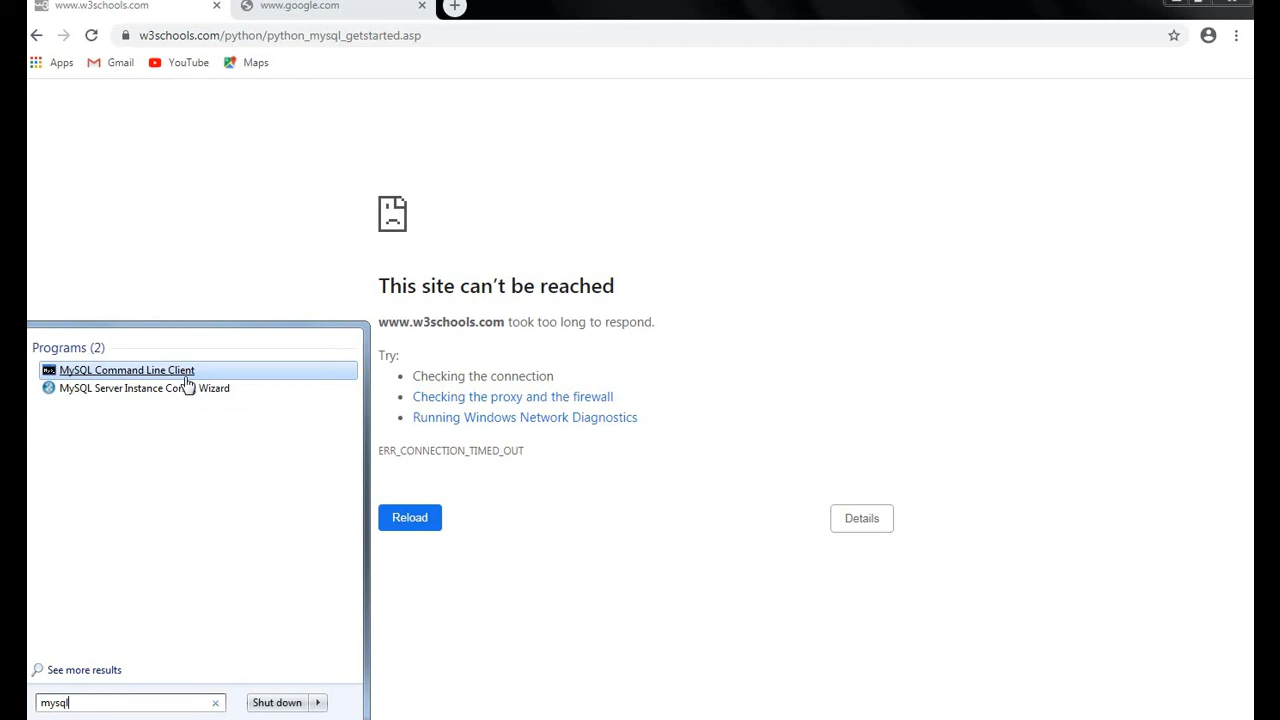 www.w3schools.com
www.google.com
w3schools.com/python/python_mysql_getstarted.asp
Apps
Gmail
YouTube
Maps
This site can't be reached
www.w3schools.com took too long to respond.
Try:
• Checking the connection
• Checking the proxy and the firewall
• Running Windows Network Diagnostics
ERR_CONNECTION_TIMED_OUT
Reload
Details
Programs (2)
MySQL Command Line Client
MySQL Server Instance Wizard
See more results
mysql
Shut down